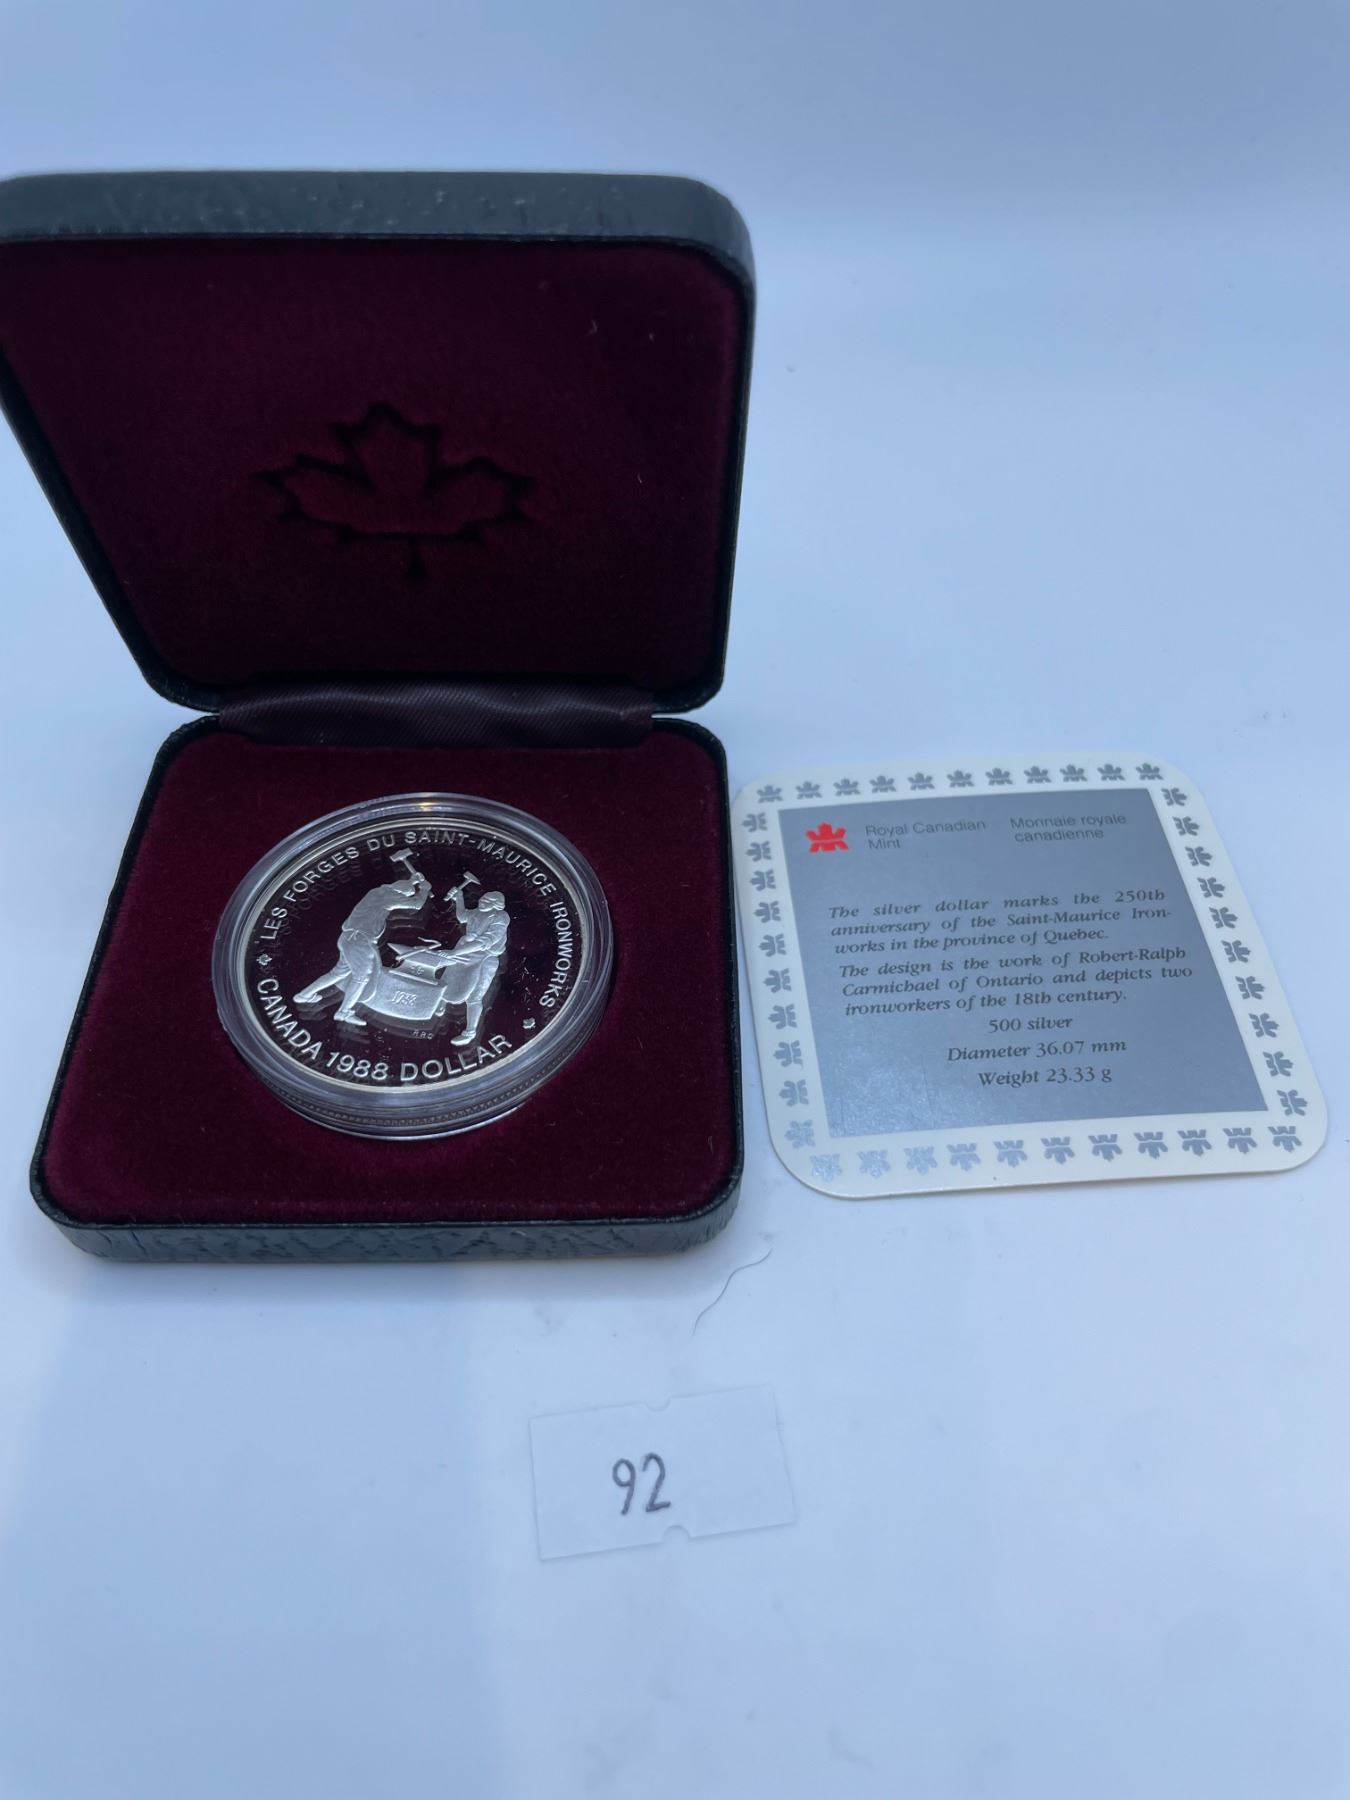 LES FORGES DU SAINT-MAURICE IRONWORKS
1738
R.R.C
CANADA 1988 DOLLAR
Royal Canadian Mint
Monnaie royale canadienne
The silver dollar marks the 250th
anniversary of the Saint-Maurice Iron-
works in the province of Quebec.
The design is the work of Robert-Ralph
Carmichael of Ontario and depicts two
ironworkers of the 18th century.
500 silver
Diameter 36.07 mm
Weight 23.33 g
92